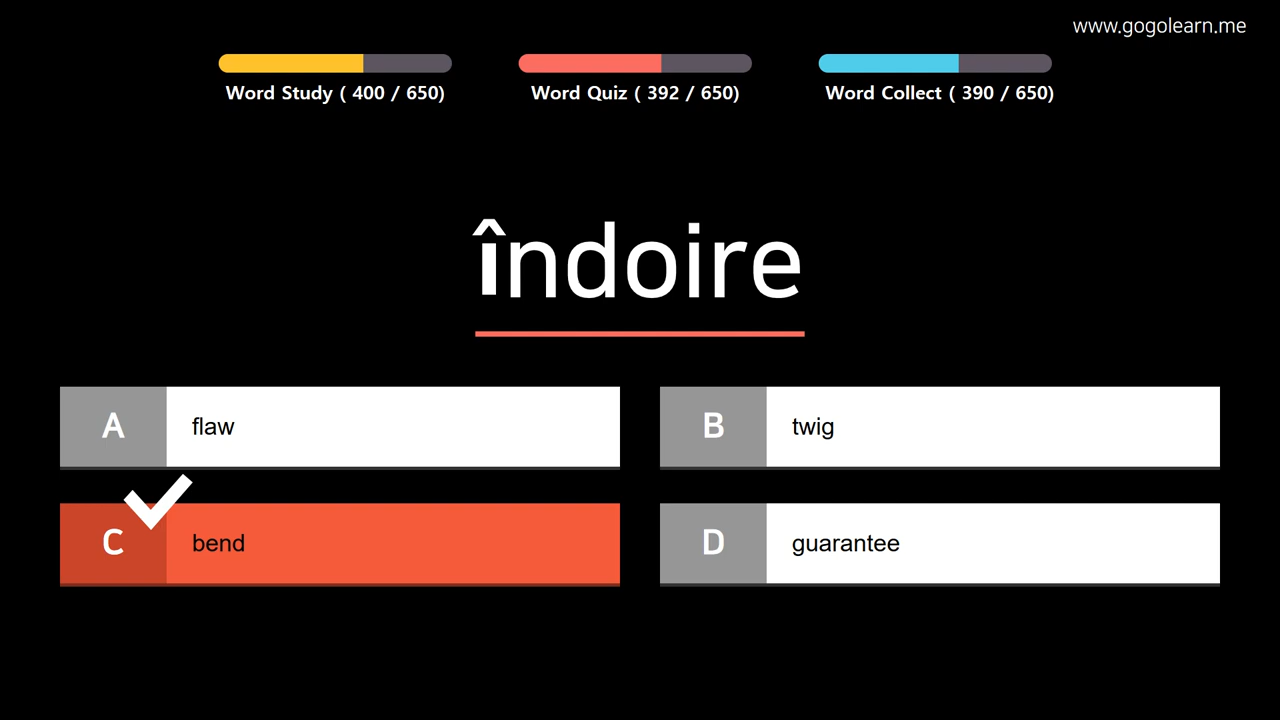 www.gogolearn.me
Word Study ( 400 / 650)
Word Quiz ( 392 / 650)
Word Collect ( 390 / 650)
îndoire
A flaw
B twig
C bend
D guarantee